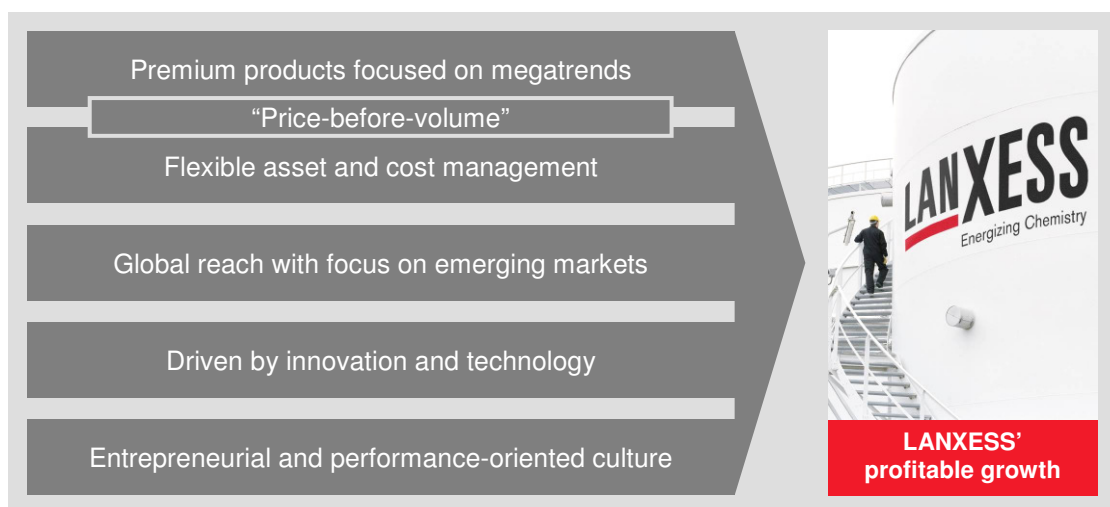 Premium products focused on megatrends
“Price-before-volume”
Flexible asset and cost management
Global reach with focus on emerging markets
Driven by innovation and technology
Entrepreneurial and performance-oriented culture
LANXESS
Energizing Chemistry
LANXESS’
profitable growth